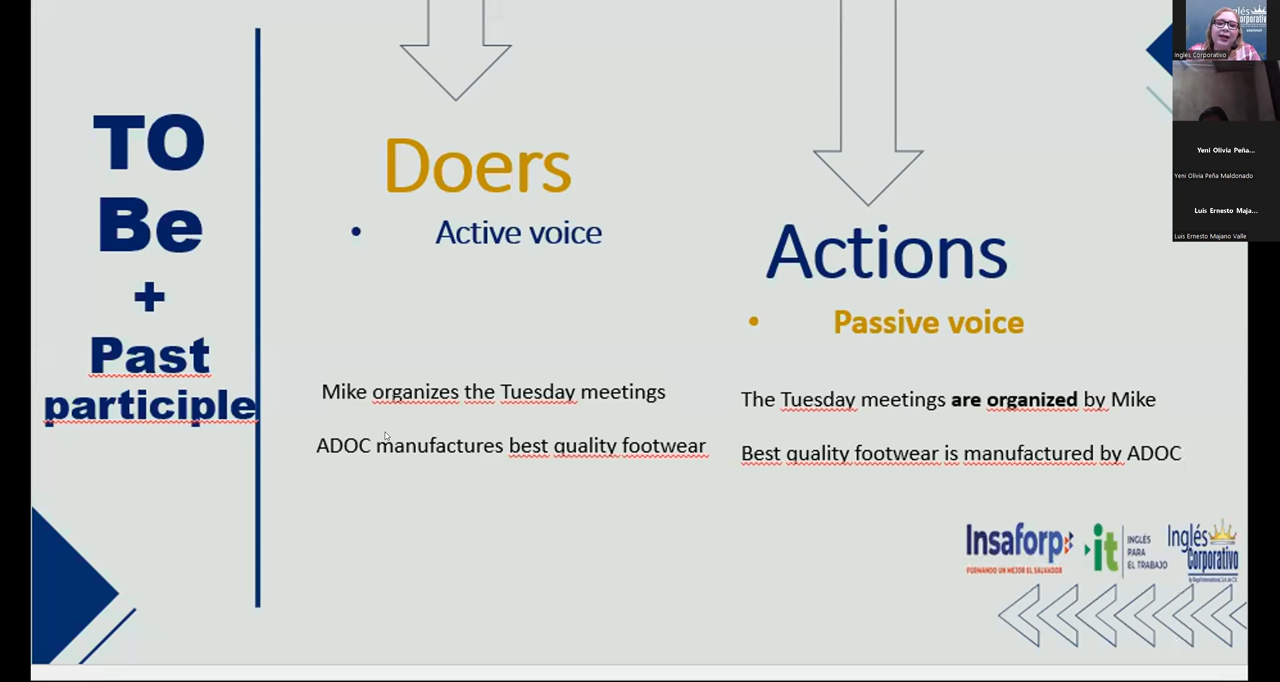 TO
Be
+
Past
participle
Doers
• Active voice
Mike organizes the Tuesday meetings
ADOC manufactures best quality footwear
Actions
• Passive voice
The Tuesday meetings are organized by Mike
Best quality footwear is manufactured by ADOC
Insaforp
FORMANDO UN MEJOR EL SALVADOR
it
INGLÉS
PARA
EL TRABAJO
Inglés
Corporativo
Inglés Corporativo
Yeni Olivia Peña...
Yeni Olivia Peña Maldonado
Luis Ernesto Maja...
Luis Ernesto Majano Valle